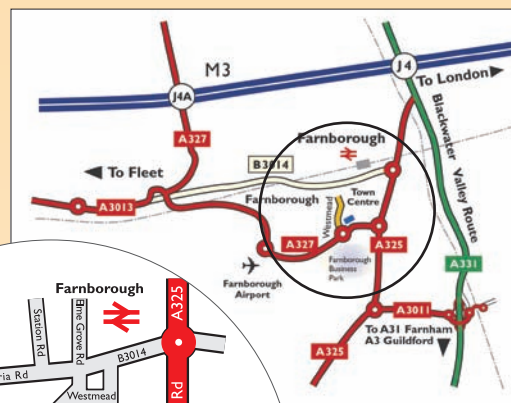 M3
J4
To London
J4A
A327
Blackwater Valley Route
Farnborough
To Fleet
B3014
A3013
Farnborough
Westmead
Town
Centre
A327
A325
Farnborough
Business
Park
A331
Farnborough
Airport
A3011
To A31 Farnham
A3 Guildford
A325
Farnborough
Station Rd
Elme Grove Rd
A325
B3014
ria Rd
Rd
Westmead